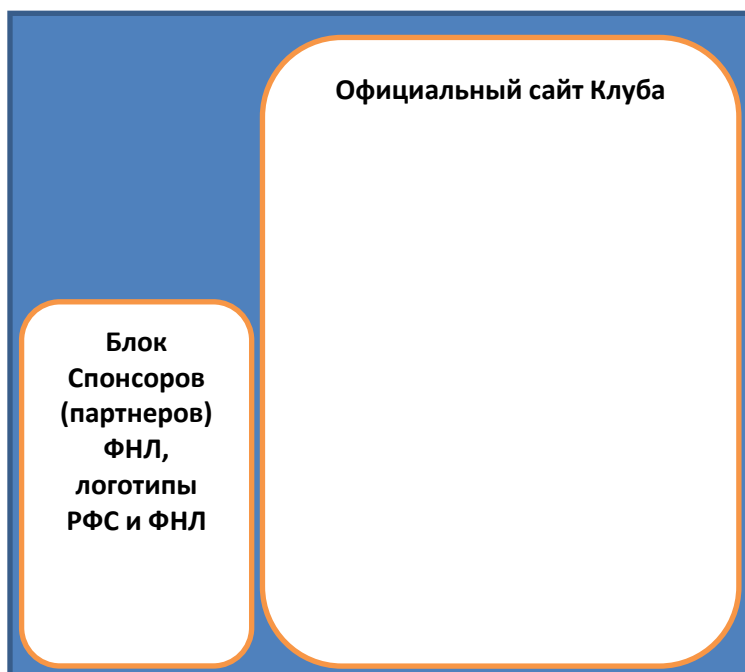 Официальный сайт Клуба
Блок
Спонсоров
(партнеров)
ФНЛ,
логотипы
РФС и ФНЛ